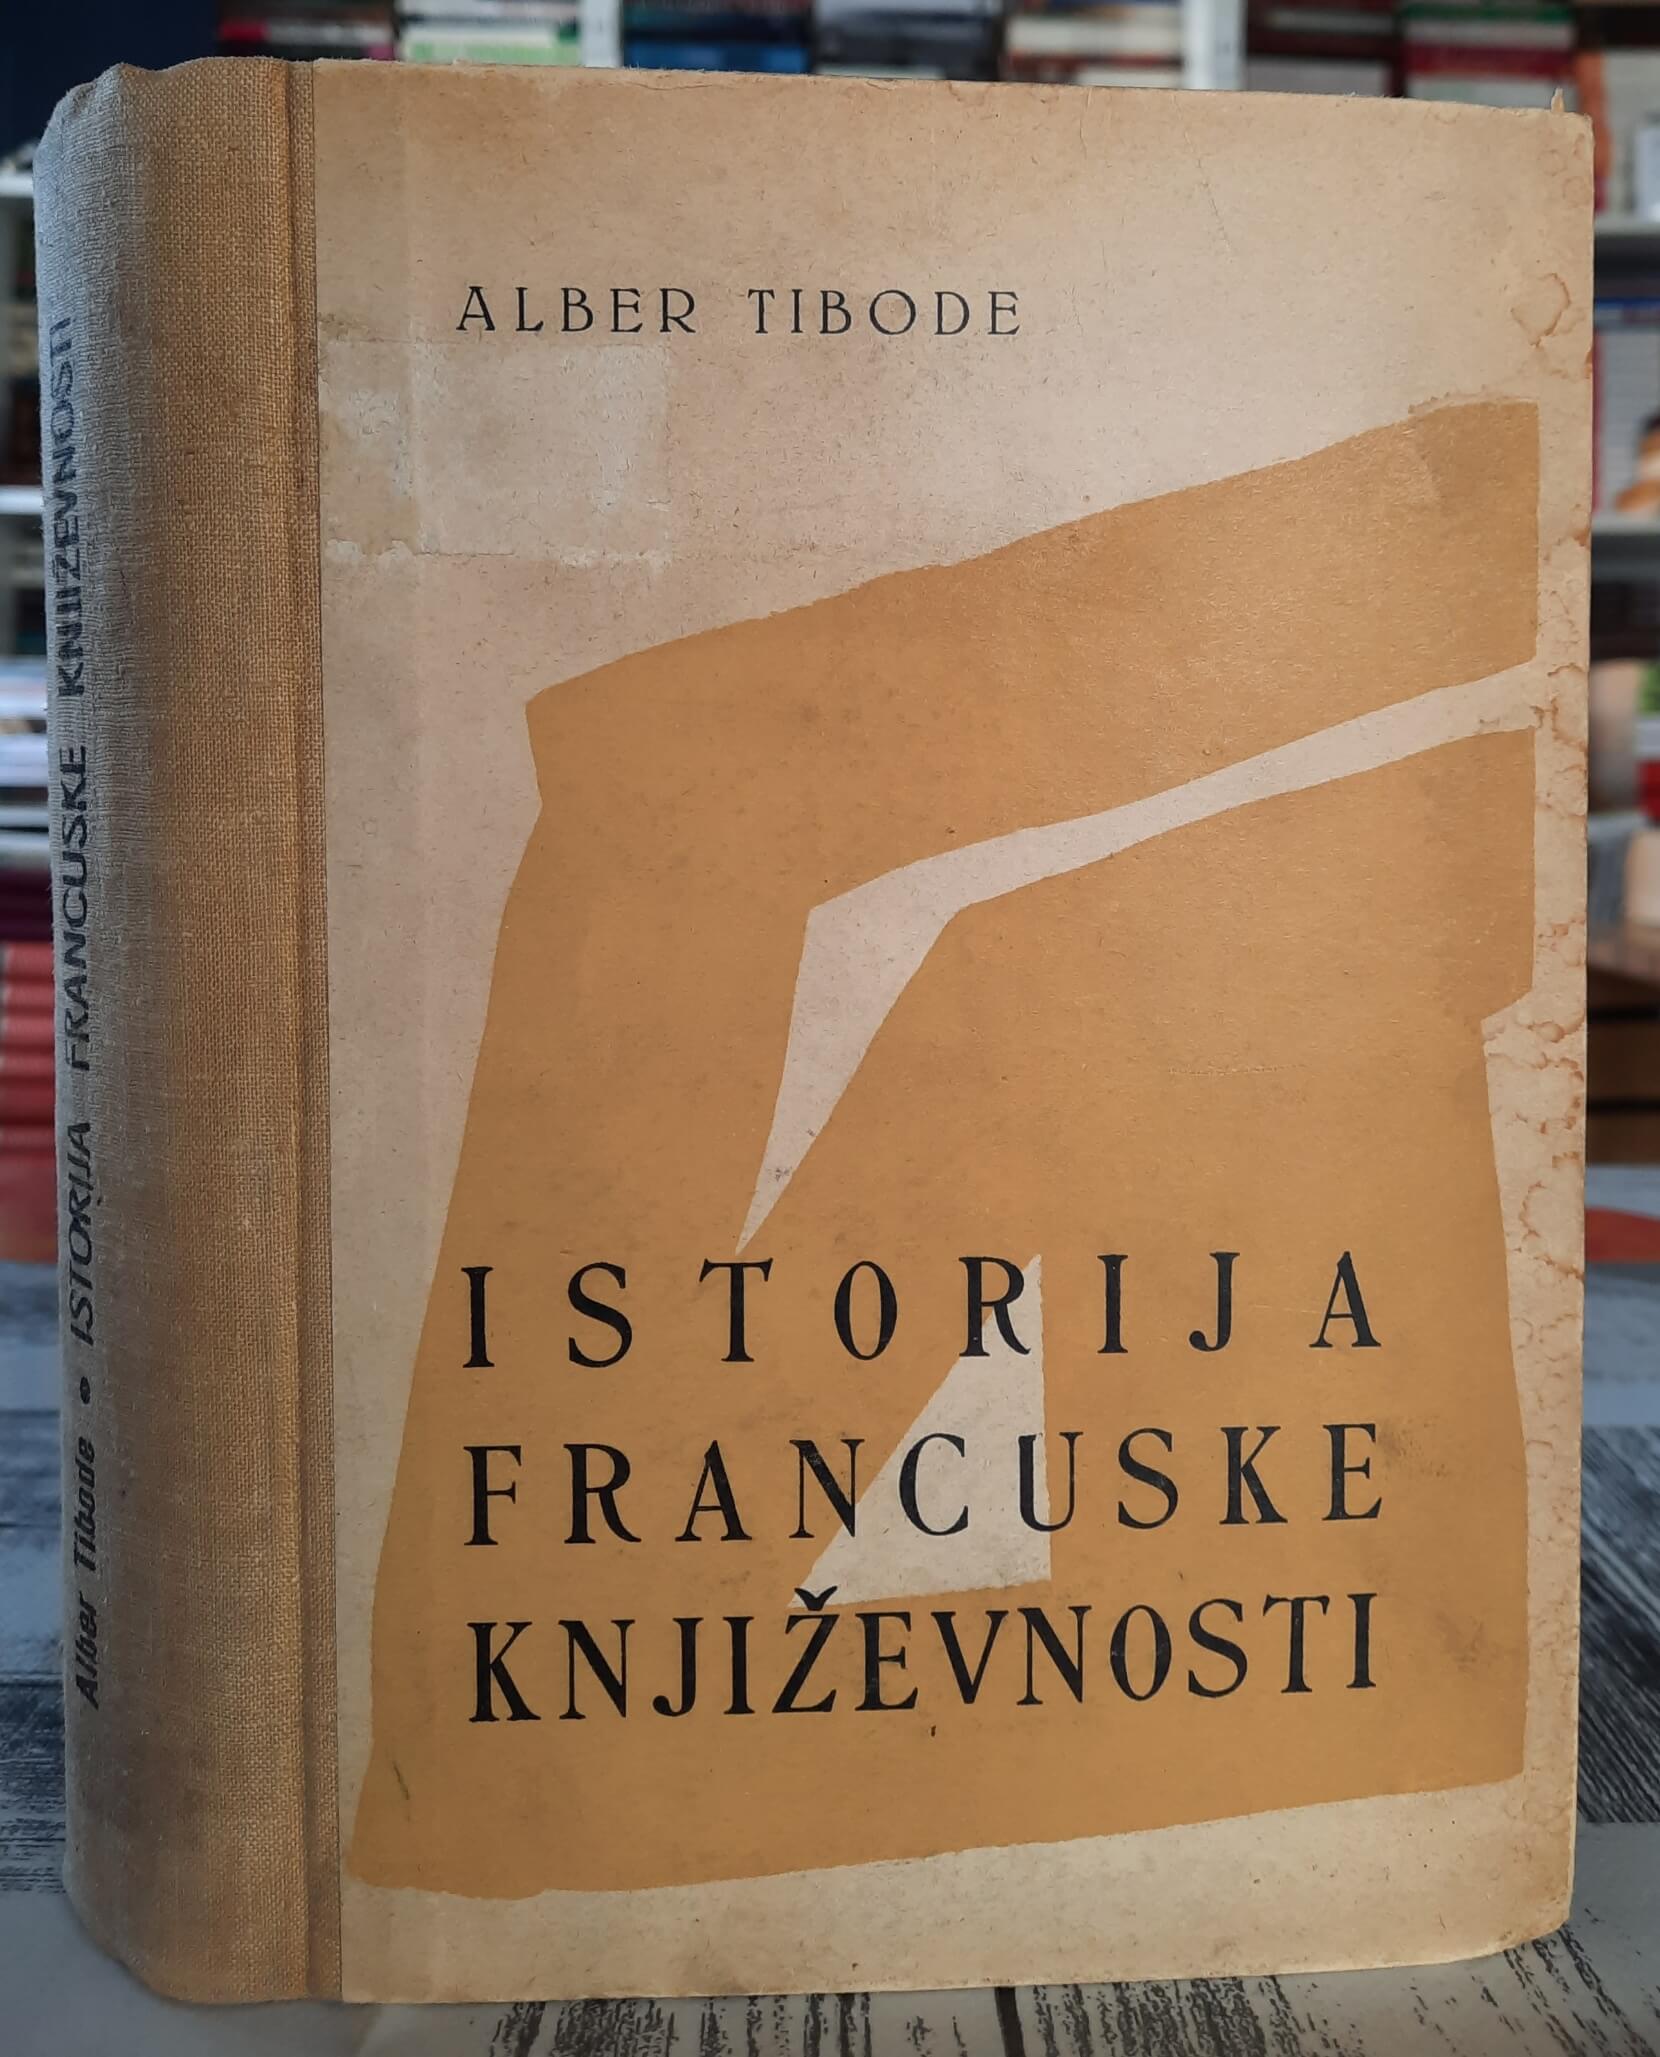 ALBER TIBODE
ISTORIJA
FRANCUSKE
KNJIŽEVNOSTI
Alber Tibode • ISTORIJA FRANCUSKE KNJIŽEVNOSTI